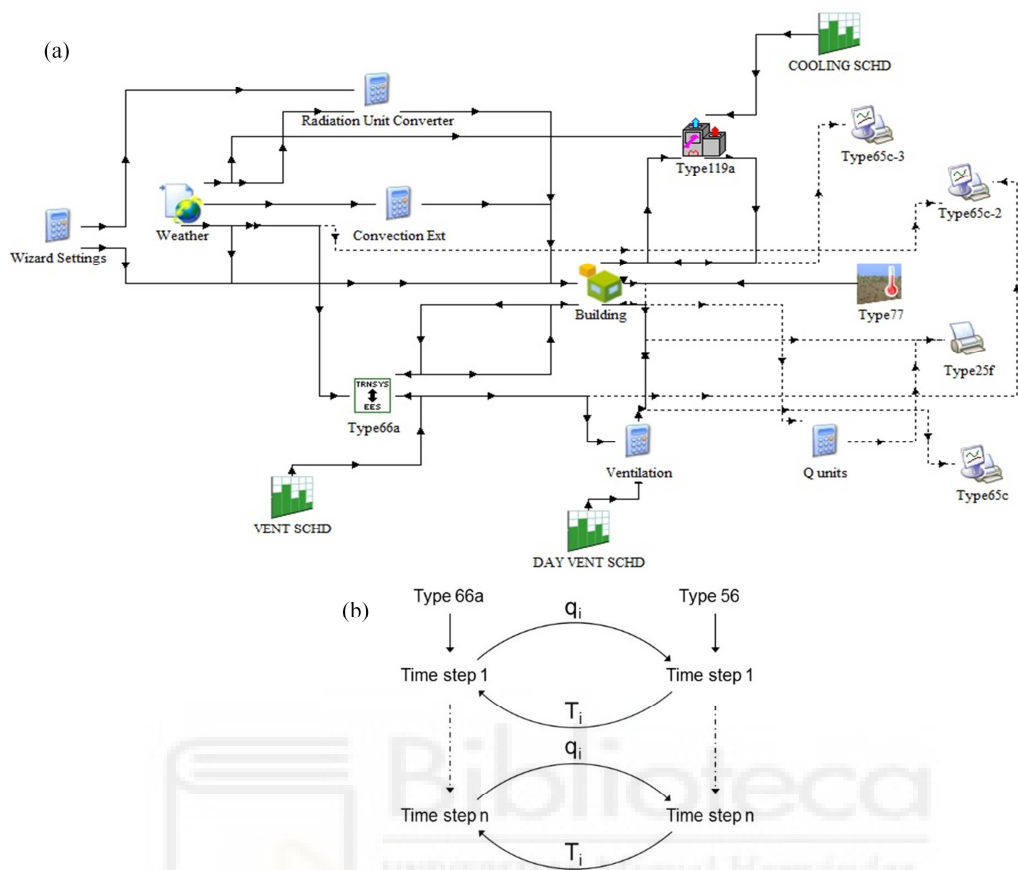 (a)
COOLING SCHD
Radiation Unit Converter
Type119a
Type65c-3
Type65c-2
Wizard Settings
Weather
Convection Ext
Building
Type77
TRNSYS
EES
Type66a
Type25f
Ventilation
Q units
Type65c
VENT SCHD
DAY VENT SCHD
(b)
Type 66a
Type 56
qi
Time step 1
Time step 1
Ti
qi
Time step n
Time step n
Ti
Biblioteca